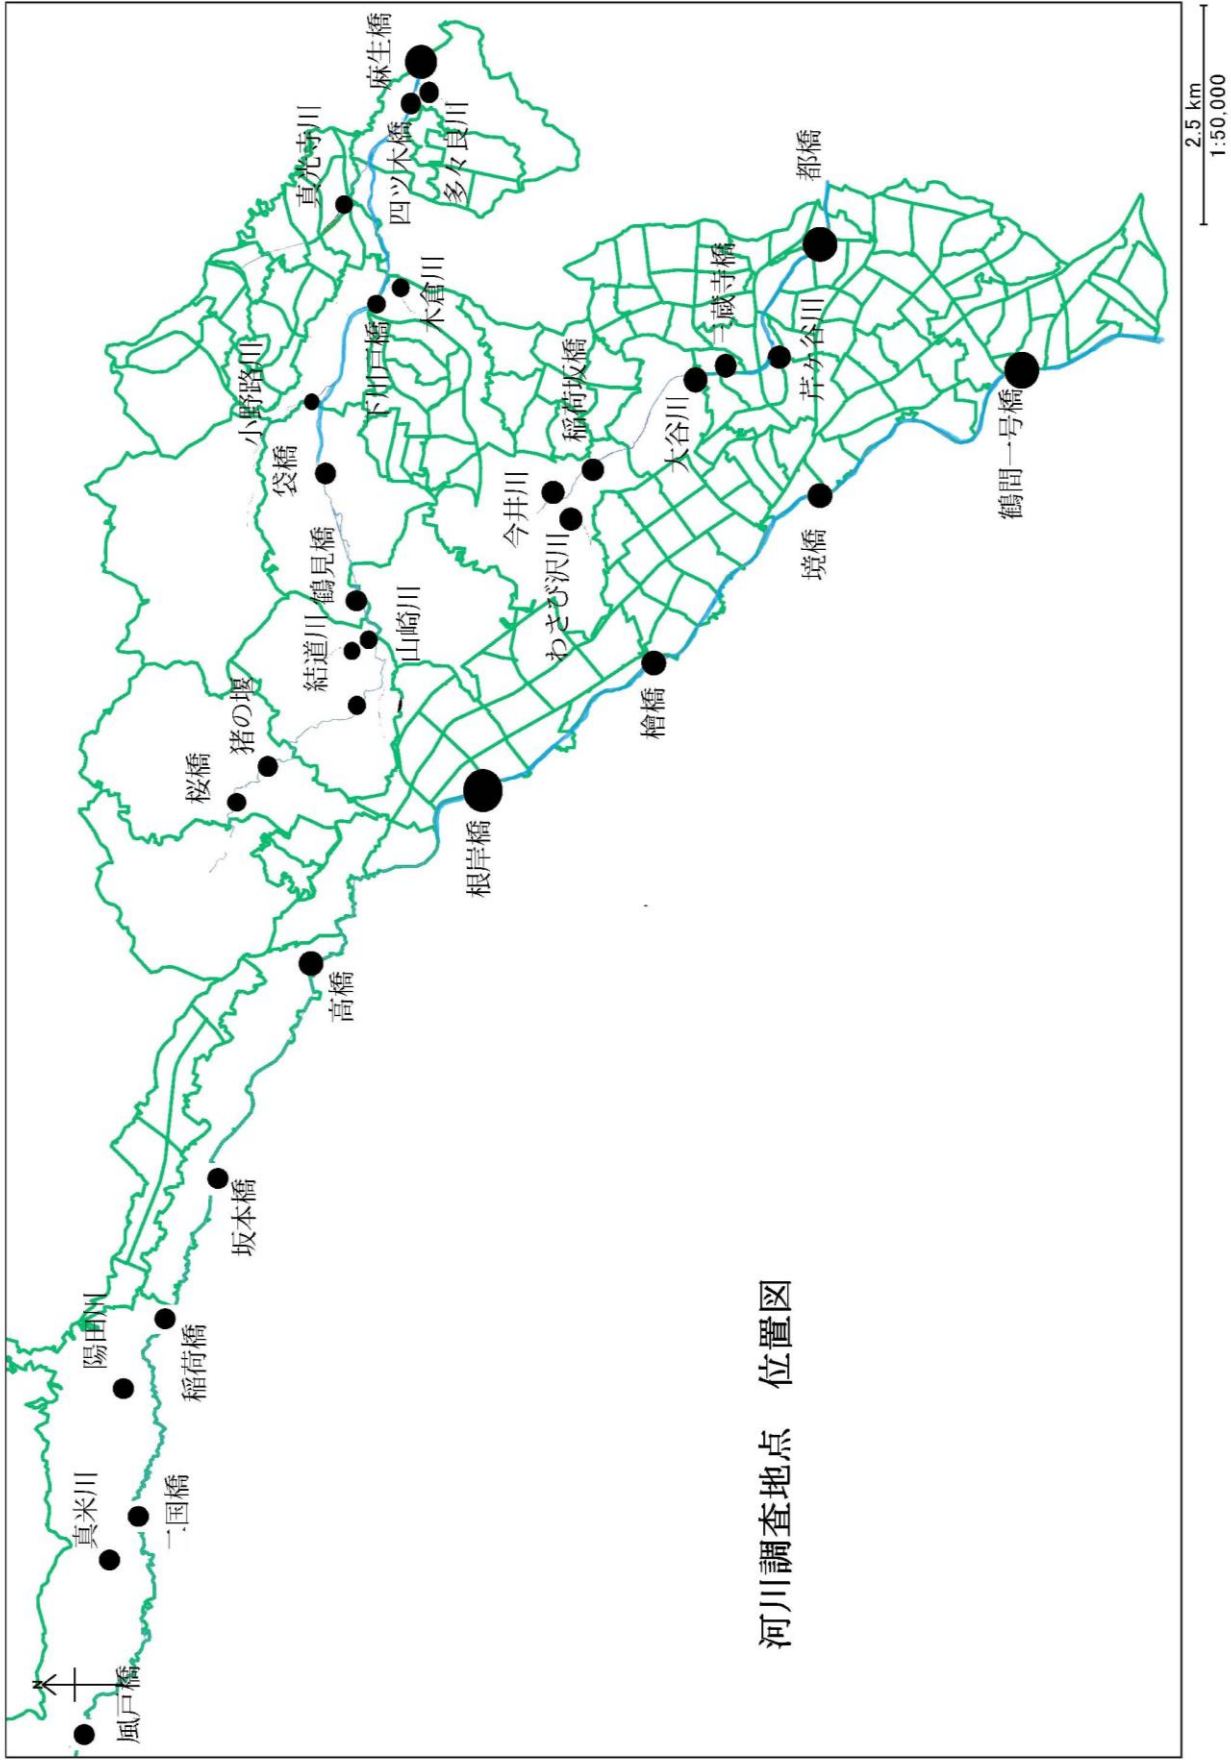 風戸橋
真米川
二国橋
陽田川
稲荷橋
坂本橋
高橋
根岸橋
桜橋
猪の堰
結道川
山崎川
鶴見橋
袋橋
小野路川
下川戸橋
木倉川
真光寺川
四ツ木橋
多々良川
麻生橋
檜橋
わさび沢川
今井川
稲荷坂橋
大谷川
三蔵寺橋
芹ケ谷川
都橋
境橋
鶴間一号橋
河川調査地点 位置図
2.5 km
1:50,000